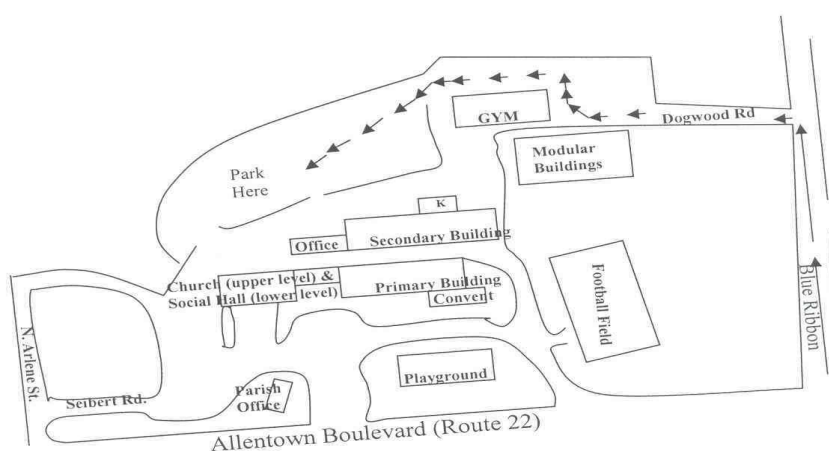 GYM
Dogwood Rd
Modular
Buildings
Park
Here
K
Office
Secondary Building
Church (upper level) &
Social Hall (lower level)
Primary Building
Convent
Football Field
Blue Ribbon
N. Arlene St.
Seibert Rd.
Parish
Office
Playground
Allentown Boulevard (Route 22)